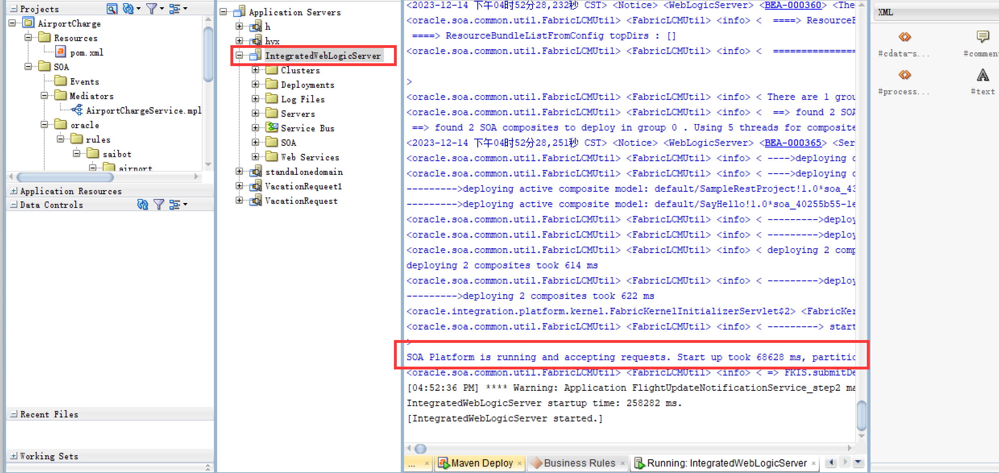 Projects
AirportCharge
Resources
pom.xml
SOA
Events
Mediators
AirportChargeService.mpl
oracle
rules
saibot
airport
Application Resources
Data Controls
Recent Files
Working Sets
Application Servers
h
hyx
IntegratedWebLogicServer
Clusters
Deployments
Log Files
Servers
Service Bus
SOA
Web Services
standalonedomain
VacationRequeet1
VacationRequest
<2023-12-14 下午04时52分28,232秒 CST> <Notice> <WebLogicServer> <BEA-000360> <The
<oracle.soa.common.util.FabricLCMUtil> <FabricLCMUtil> <info> <  ====> ResourceB
====> ResourceBundleListFromConfig topDirs : []
<oracle.soa.common.util.FabricLCMUtil> <FabricLCMUtil> <info> <  ===============
>
<oracle.soa.common.util.FabricLCMUtil> <FabricLCMUtil> <info> < There are 1 grou
<oracle.soa.common.util.FabricLCMUtil> <FabricLCMUtil> <info> <  ==> found 2 SOA
==> found 2 SOA composites to deploy in group 0 . Using 5 threads for composite
<2023-12-14 下午04时52分28,251秒 CST> <Notice> <WebLogicServer> <BEA-000365> <Ser
<oracle.soa.common.util.FabricLCMUtil> <FabricLCMUtil> <info> < ---->deploying c
<oracle.soa.common.util.FabricLCMUtil> <FabricLCMUtil> <info> < ---->deploying c
--------->deploying active composite model: default/SampleRestProject!1.0*soa_43
--------->deploying active composite model: default/SayHello!1.0*soa_40255b55-1e
<oracle.soa.common.util.FabricLCMUtil> <FabricLCMUtil> <info> < --------->deploy
<oracle.soa.common.util.FabricLCMUtil> <FabricLCMUtil> <info> < --------->deploy
<oracle.soa.common.util.FabricLCMUtil> <FabricLCMUtil> <info> < deploying 2 comp
deploying 2 composites took 614 ms
<oracle.soa.common.util.FabricLCMUtil> <FabricLCMUtil> <info> < --------->deploy
--------->deploying 2 composites took 622 ms
<oracle.integration.platform.kernel.FabricKernelInitializerServlet$2> <FabricKer
<oracle.soa.common.util.FabricLCMUtil> <FabricLCMUtil> <info> < ---------> start
>
SOA Platform is running and accepting requests. Start up took 68628 ms, partitio
<oracle.soa.common.util.FabricLCMUtil> <FabricLCMUtil> <info> < => FKIS.submitDe
[04:52:36 PM] **** Warning: Application FlightUpdateNotificationService_step2 ma
IntegratedWebLogicServer startup time: 258282 ms.
[IntegratedWebLogicServer started.]
... Maven Deploy Business Rules Running: IntegratedWebLogicServer
XML
#cdata-s... #commen
#process... #text